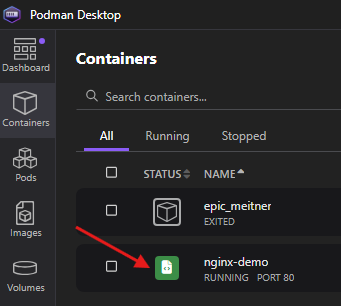 Podman Desktop
Dashboard
Containers
Pods
Images
Volumes
Containers
Search containers...
All Running Stopped
STATUS NAME
epic_meitner
EXITED
nginx-demo
RUNNING PORT 80